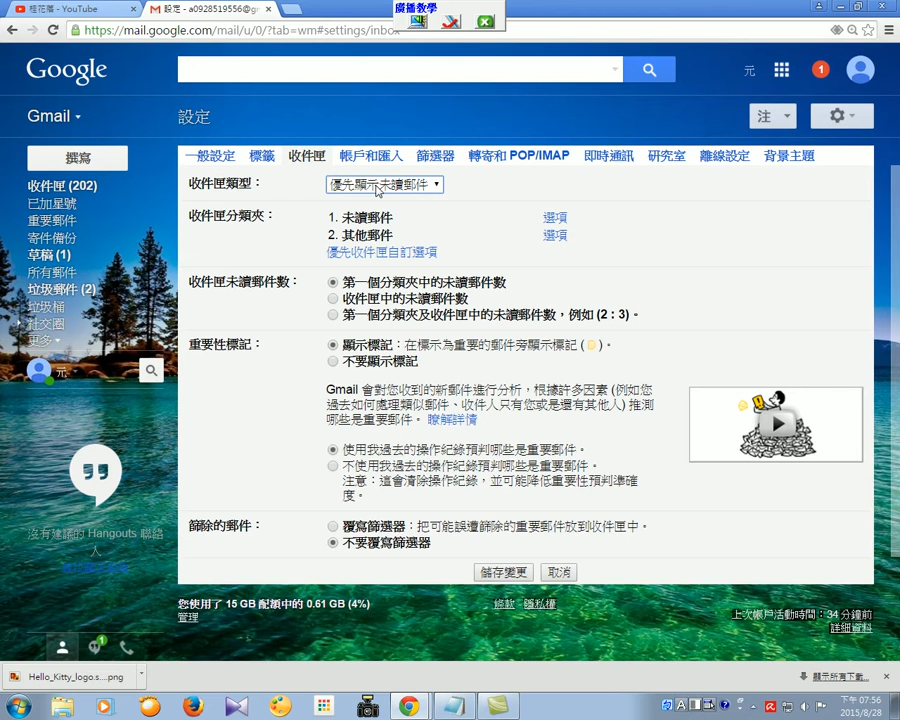 廣播教學
桂花落 - YouTube
設定 - a0928519556@gr
https://mail.google.com/mail/u/0/?tab=wm#settings/inbox
Google
元
1
Gmail
設定
注
撰寫
一般設定 標籤 收件匣 帳戶和匯入 篩選器 轉寄和 POP/IMAP 即時通訊 研究室 離線設定 背景主題
收件匣 (202)
已加星號
重要郵件
寄件備份
草稿 (1)
所有郵件
垃圾郵件 (2)
垃圾桶
社交圈
更多
元
沒有建議的 Hangouts 聯絡
人
收件匣類型：
優先顯示未讀郵件
收件匣分類夾：
1. 未讀郵件 選項
2. 其他郵件 選項
優先收件匣自訂選項
收件匣未讀郵件數：
第一個分類夾中的未讀郵件數
收件匣中的未讀郵件數
第一個分類夾及收件匣中的未讀郵件數，例如 (2：3)。
重要性標記：
顯示標記：在標示為重要的郵件旁顯示標記 ( )。
不要顯示標記
Gmail 會對您收到的新郵件進行分析，根據許多因素 (例如您
過去如何處理類似郵件、收件人只有您或是還有其他人) 推測
哪些是重要郵件。 瞭解詳情
使用我過去的操作紀錄預判哪些是重要郵件。
不使用我過去的操作紀錄預判哪些是重要郵件。
注意：這會清除操作紀錄，並可能降低重要性預判準確
度。
篩除的郵件：
覆寫篩選器：把可能誤遭篩除的重要郵件放到收件匣中。
不要覆寫篩選器
儲存變更 取消
您使用了 15 GB 配額中的 0.61 GB (4%)
管理
條款 - 隱私權
上次帳戶活動時間：34 分鐘前
詳細資料
1
Hello_Kitty_logo.s....png
顯示所有下載...
下午 07:56
2015/8/28